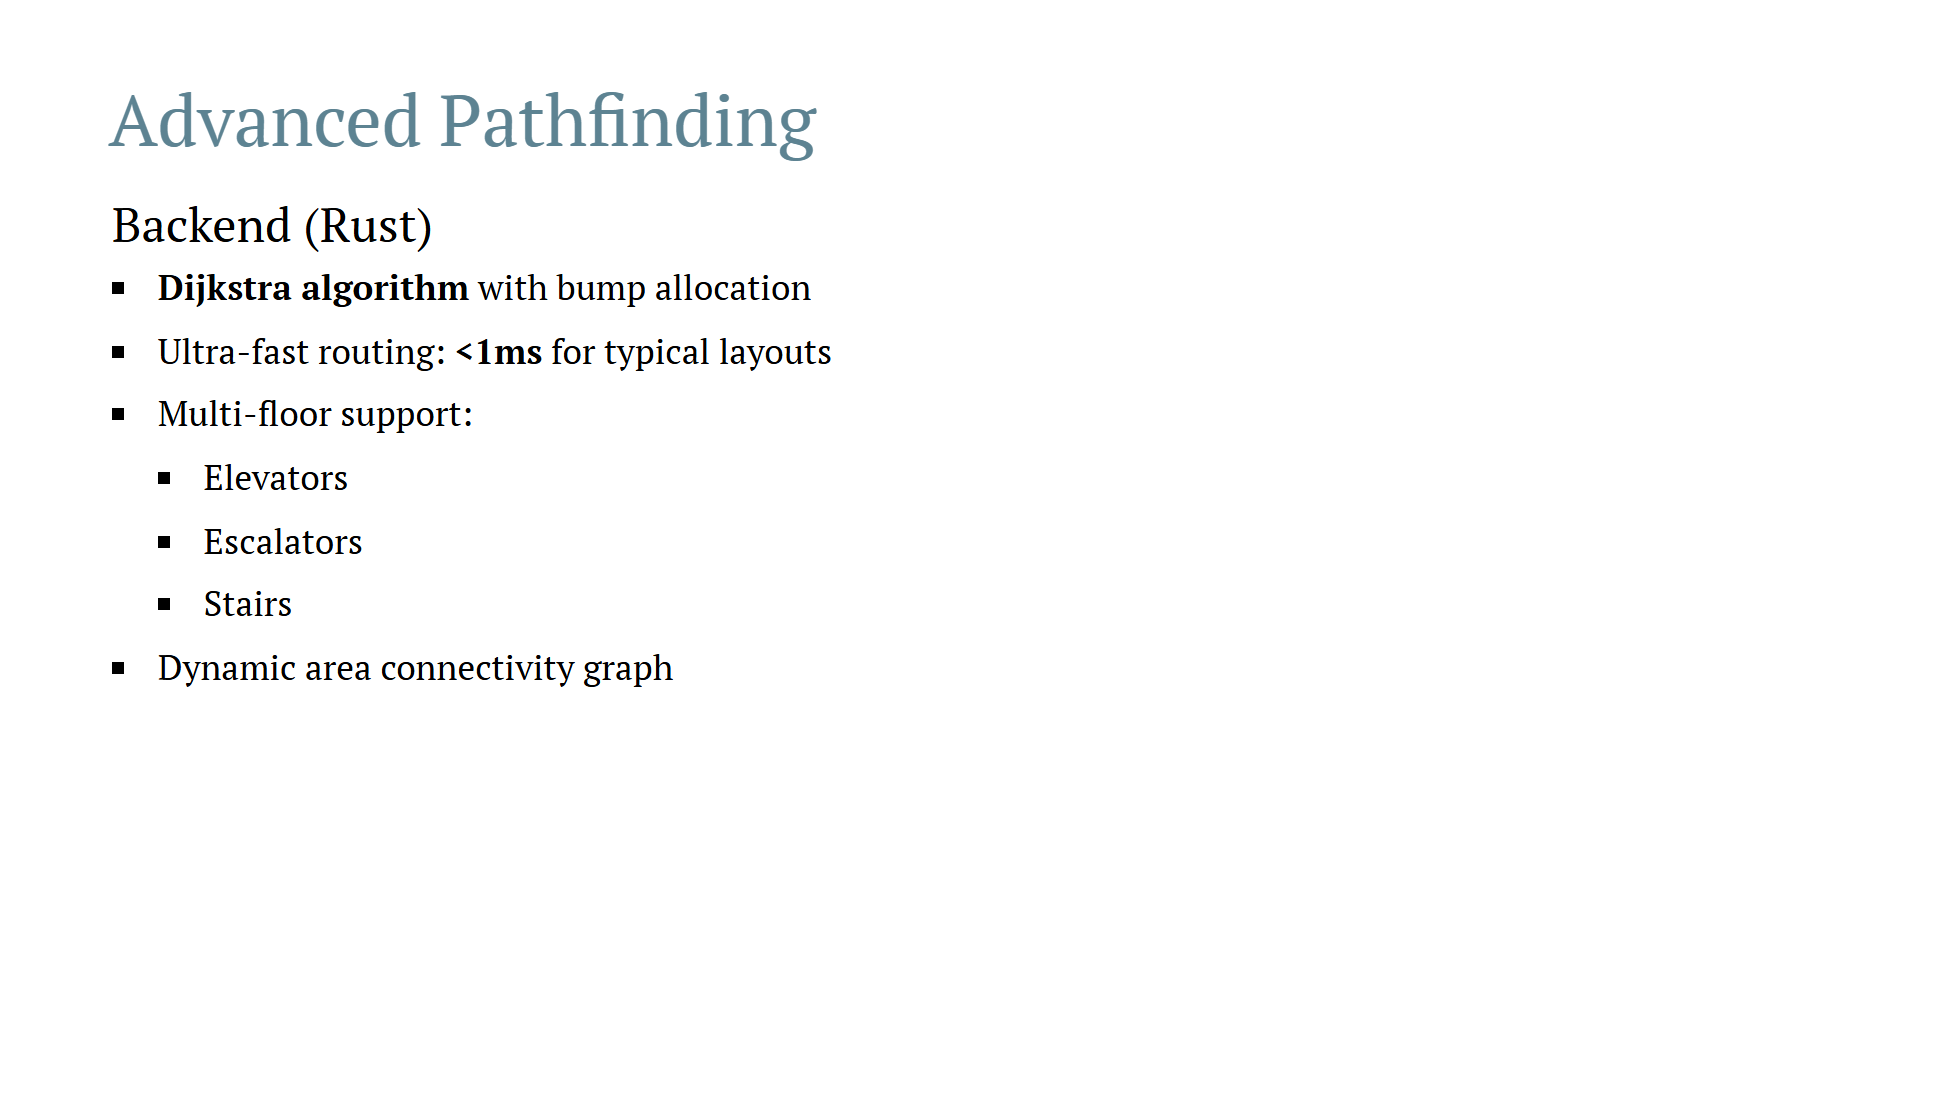 Advanced Pathfinding
Backend (Rust)
▪ Dijkstra algorithm with bump allocation
▪ Ultra-fast routing: <1ms for typical layouts
▪ Multi-floor support:
▪ Elevators
▪ Escalators
▪ Stairs
▪ Dynamic area connectivity graph